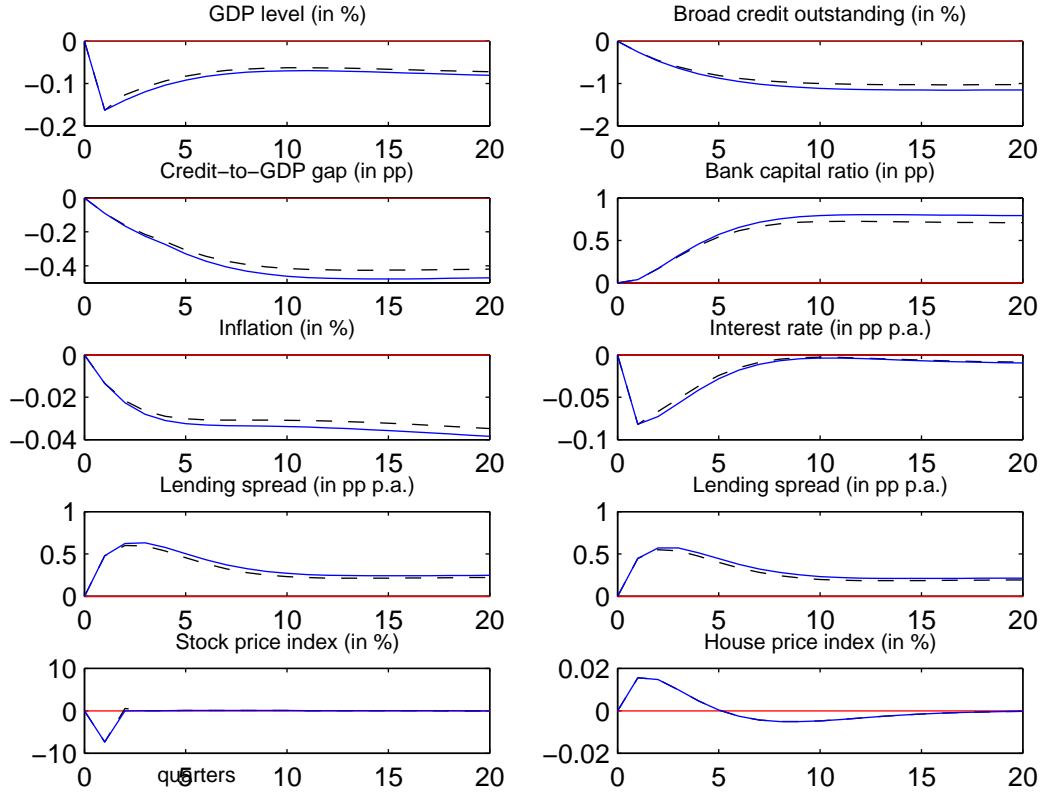 GDP level (in %)
Broad credit outstanding (in %)
0
−0.1
−0.2
0 5 10 15 20
0
−1
−2
0 5 10 15 20
Credit−to−GDP gap (in pp)
Bank capital ratio (in pp)
0
−0.2
−0.4
0 5 10 15 20
1
0.5
0
0 5 10 15 20
Inflation (in %)
Interest rate (in pp p.a.)
0
−0.02
−0.04
0 5 10 15 20
0
−0.05
−0.1
0 5 10 15 20
Lending spread (in pp p.a.)
Lending spread (in pp p.a.)
1
0.5
0
0 5 10 15 20
1
0.5
0
0 5 10 15 20
Stock price index (in %)
House price index (in %)
10
0
−10
0 5 10 15 20
quarters
0.02
0
−0.02
0 5 10 15 20